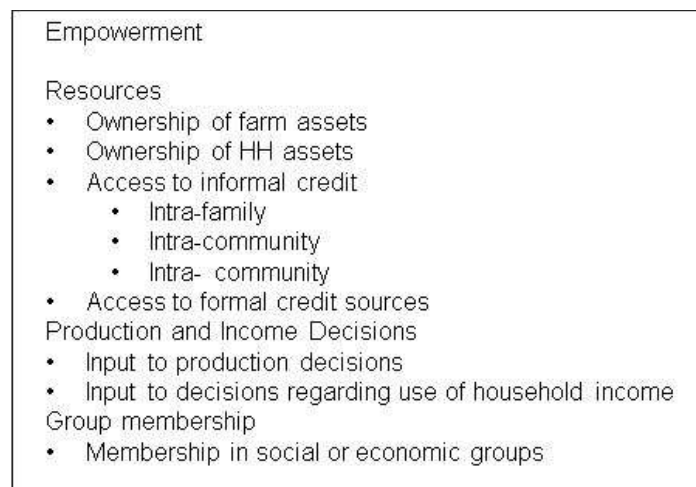 Empowerment
Resources
• Ownership of farm assets
• Ownership of HH assets
• Access to informal credit
• Intra-family
• Intra-community
• Intra- community
• Access to formal credit sources
Production and Income Decisions
• Input to production decisions
• Input to decisions regarding use of household income
Group membership
• Membership in social or economic groups